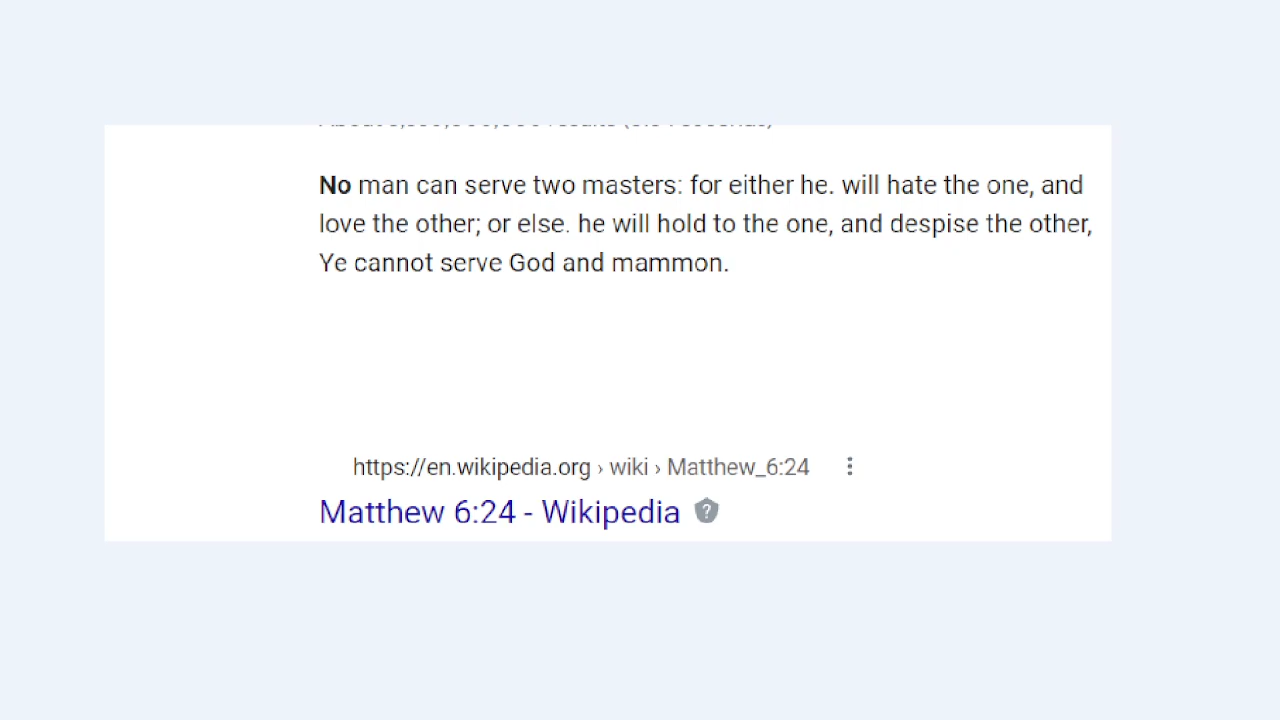 No man can serve two masters: for either he. will hate the one, and
love the other; or else. he will hold to the one, and despise the other,
Ye cannot serve God and mammon.
https://en.wikipedia.org › wiki › Matthew_6:24
Matthew 6:24 - Wikipedia